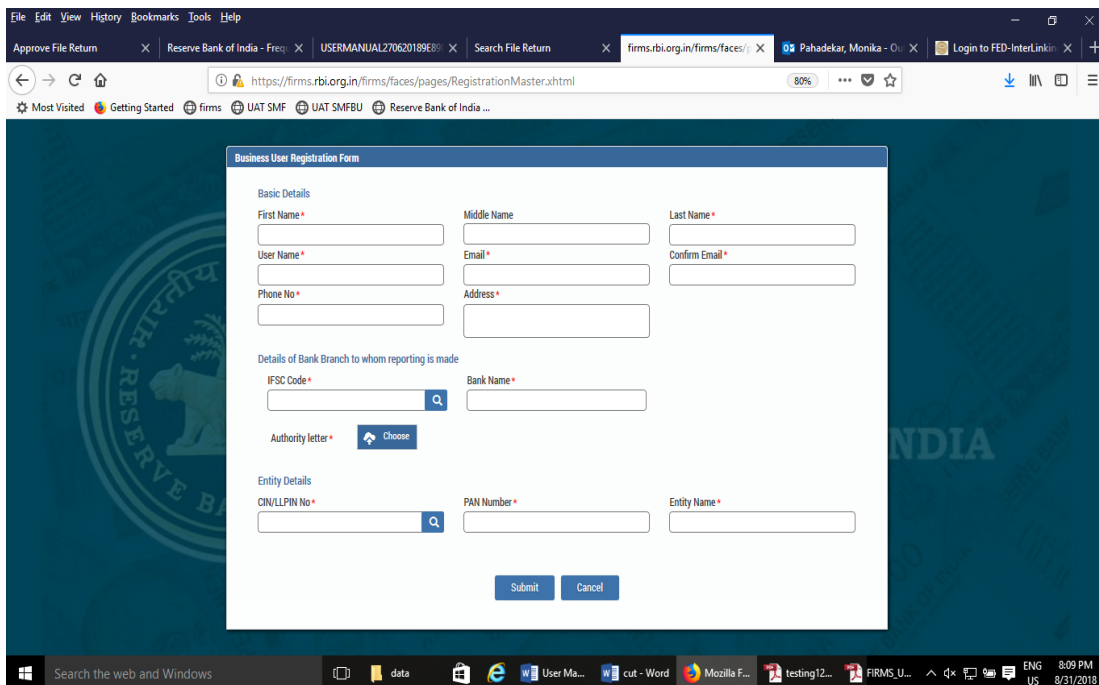 File Edit View History Bookmarks Tools Help
Approve File Return Reserve Bank of India - Frequ USERMANUAL270620189E89 Search File Return firms.rbi.org.in/firms/faces/p Pahadekar, Monika - Ou Login to FED-InterLinkin
https://firms.rbi.org.in/firms/faces/pages/RegistrationMaster.xhtml 80%
Most Visited Getting Started firms UAT SMF UAT SMFBU Reserve Bank of India ...
Business User Registration Form
Basic Details
First Name* Middle Name Last Name*
User Name* Email* Confirm Email*
Phone No* Address*
Details of Bank Branch to whom reporting is made
IFSC Code* Bank Name*
Authority letter* Choose
Entity Details
CIN/LLPIN No* PAN Number* Entity Name*
Submit Cancel
भारतीय
RESERVE BA
NDIA
Search the web and Windows data User Ma... cut - Word Mozilla F... testing12... FIRMS_U... ENG 8:09 PM
US 8/31/2018